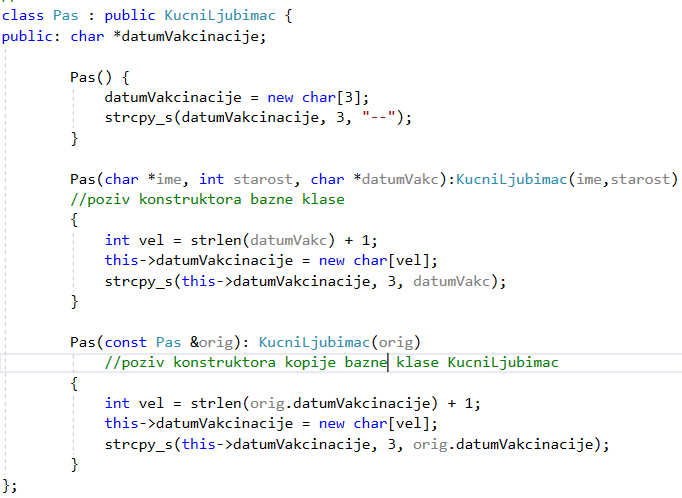 class Pas : public KucniLjubimac {
public: char *datumVakcinacije;
Pas() {
datumVakcinacije = new char[3];
strcpy_s(datumVakcinacije, 3, "--");
}
Pas(char *ime, int starost, char *datumVakc):KucniLjubimac(ime,starost)
//poziv konstruktora bazne klase
{
int vel = strlen(datumVakc) + 1;
this->datumVakcinacije = new char[vel];
strcpy_s(this->datumVakcinacije, 3, datumVakc);
}
Pas(const Pas &orig): KucniLjubimac(orig)
//poziv konstruktora kopije bazne klase KucniLjubimac
{
int vel = strlen(orig.datumVakcinacije) + 1;
this->datumVakcinacije = new char[vel];
strcpy_s(this->datumVakcinacije, 3, orig.datumVakcinacije);
}
};